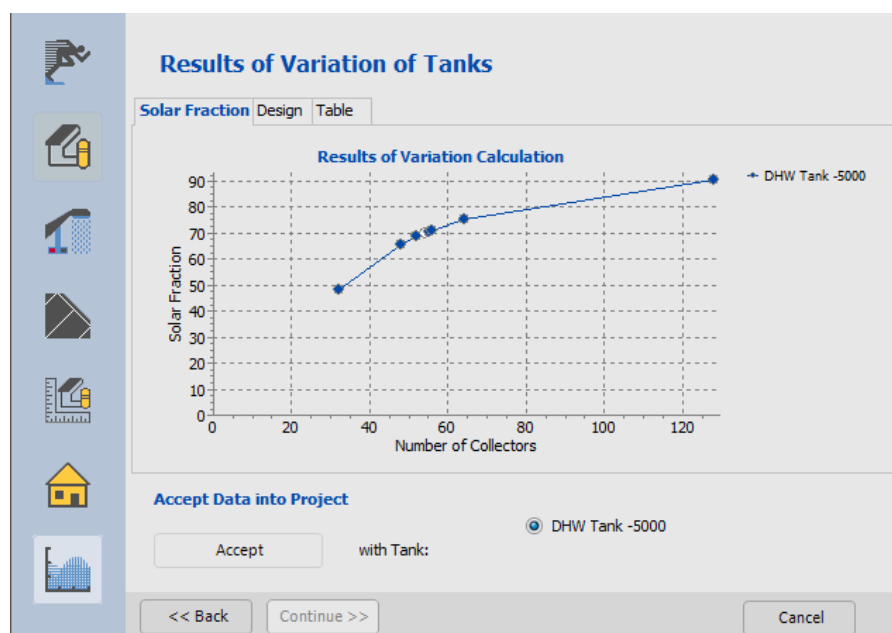 Results of Variation of Tanks
Solar Fraction Design Table
Results of Variation Calculation
DHW Tank -5000
90
80
70
60
50
40
30
20
10
0
Solar Fraction
0 20 40 60 80 100 120
Number of Collectors
Accept Data into Project
DHW Tank -5000
Accept with Tank:
<< Back Continue >> Cancel